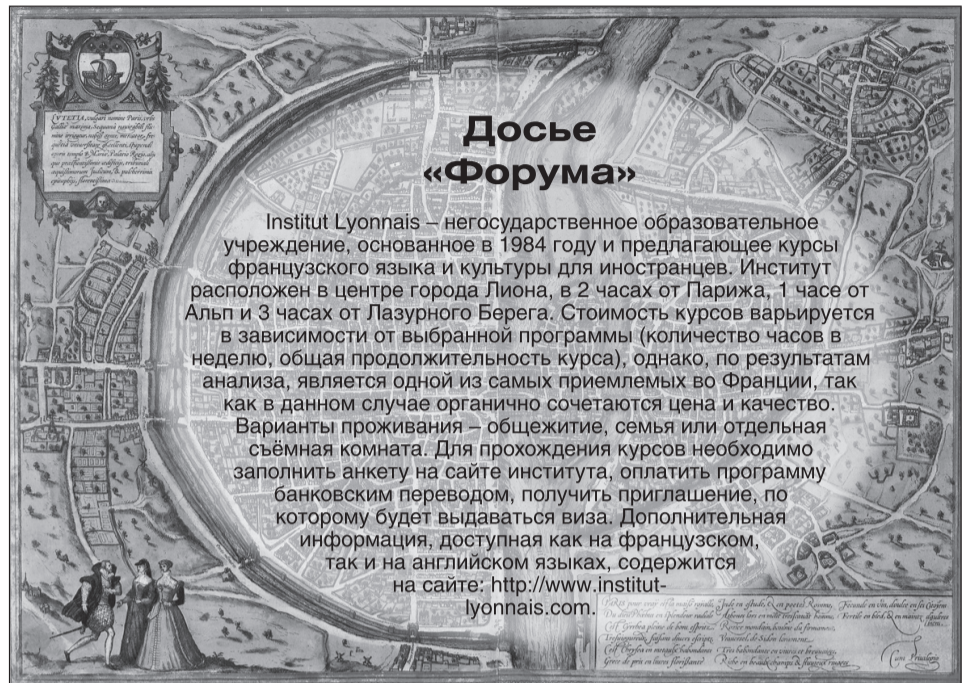 LVTETIA, vulgari nomine Paris, urbs
Досье
«Форума»
Institut Lyonnais – негосударственное образовательное
учреждение, основанное в 1984 году и предлагающее курсы
французского языка и культуры для иностранцев. Институт
расположен в центре города Лиона, в 2 часах от Парижа, 1 часе от
Альп и 3 часах от Лазурного Берега. Стоимость курсов варьируется
в зависимости от выбранной программы (количество часов в
неделю, общая продолжительность курса), однако, по результатам
анализа, является одной из самых приемлемых во Франции, так
как в данном случае органично сочетаются цена и качество.
Варианты проживания – общежитие, семья или отдельная
съёмная комната. Для прохождения курсов необходимо
заполнить анкету на сайте института, оплатить программу
банковским переводом, получить приглашение, по
которому будет выдаваться виза. Дополнительная
информация, доступная как на французском,
так и на английском языках, содержится
на сайте: http://www.institut-
lyonnais.com.